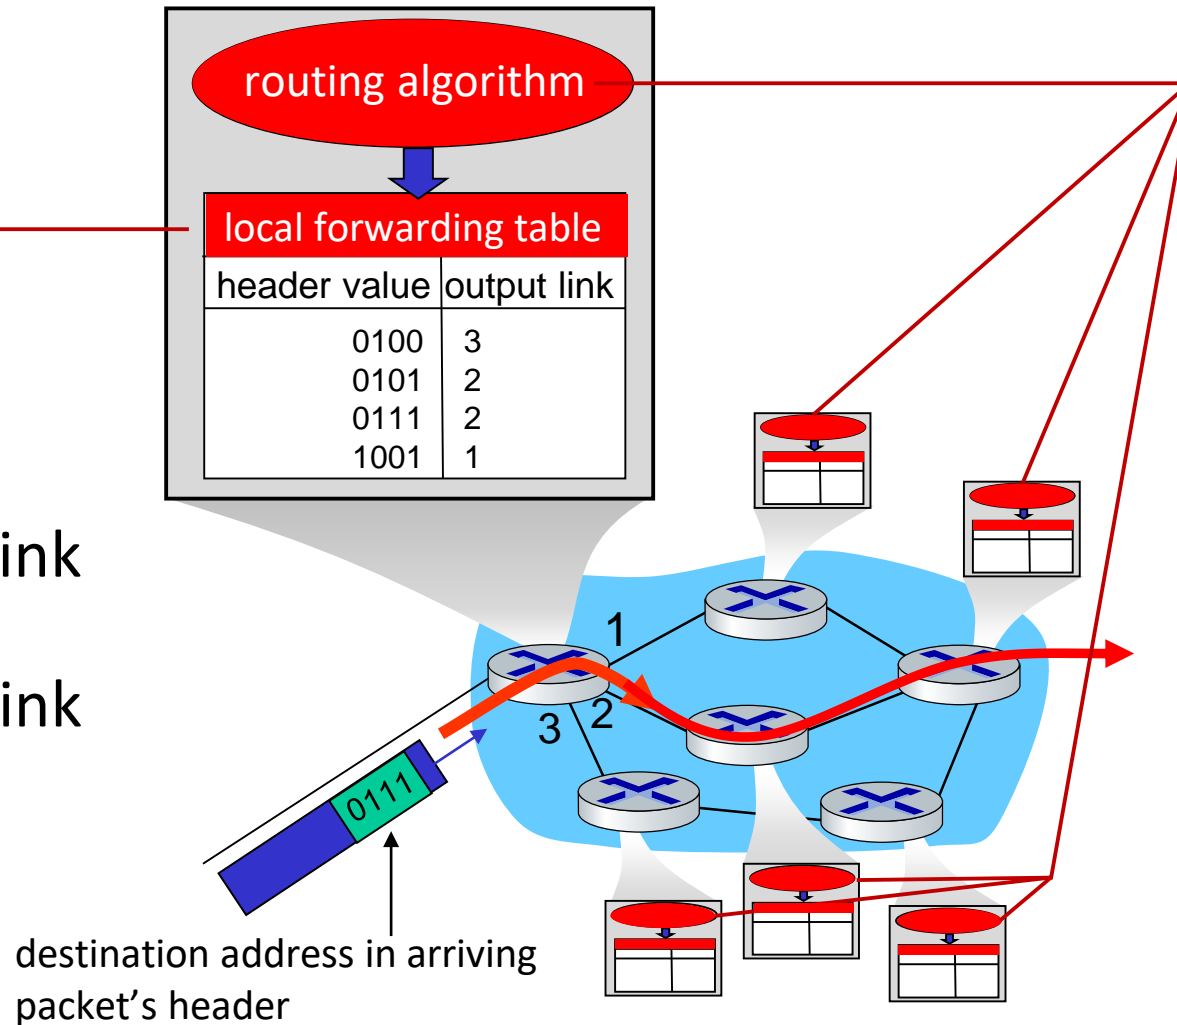 routing algorithm
local forwarding table
header value output link
0100 3
0101 2
0111 2
1001 1
ink
ink
1
2
3
0111
destination address in arriving
packet’s header